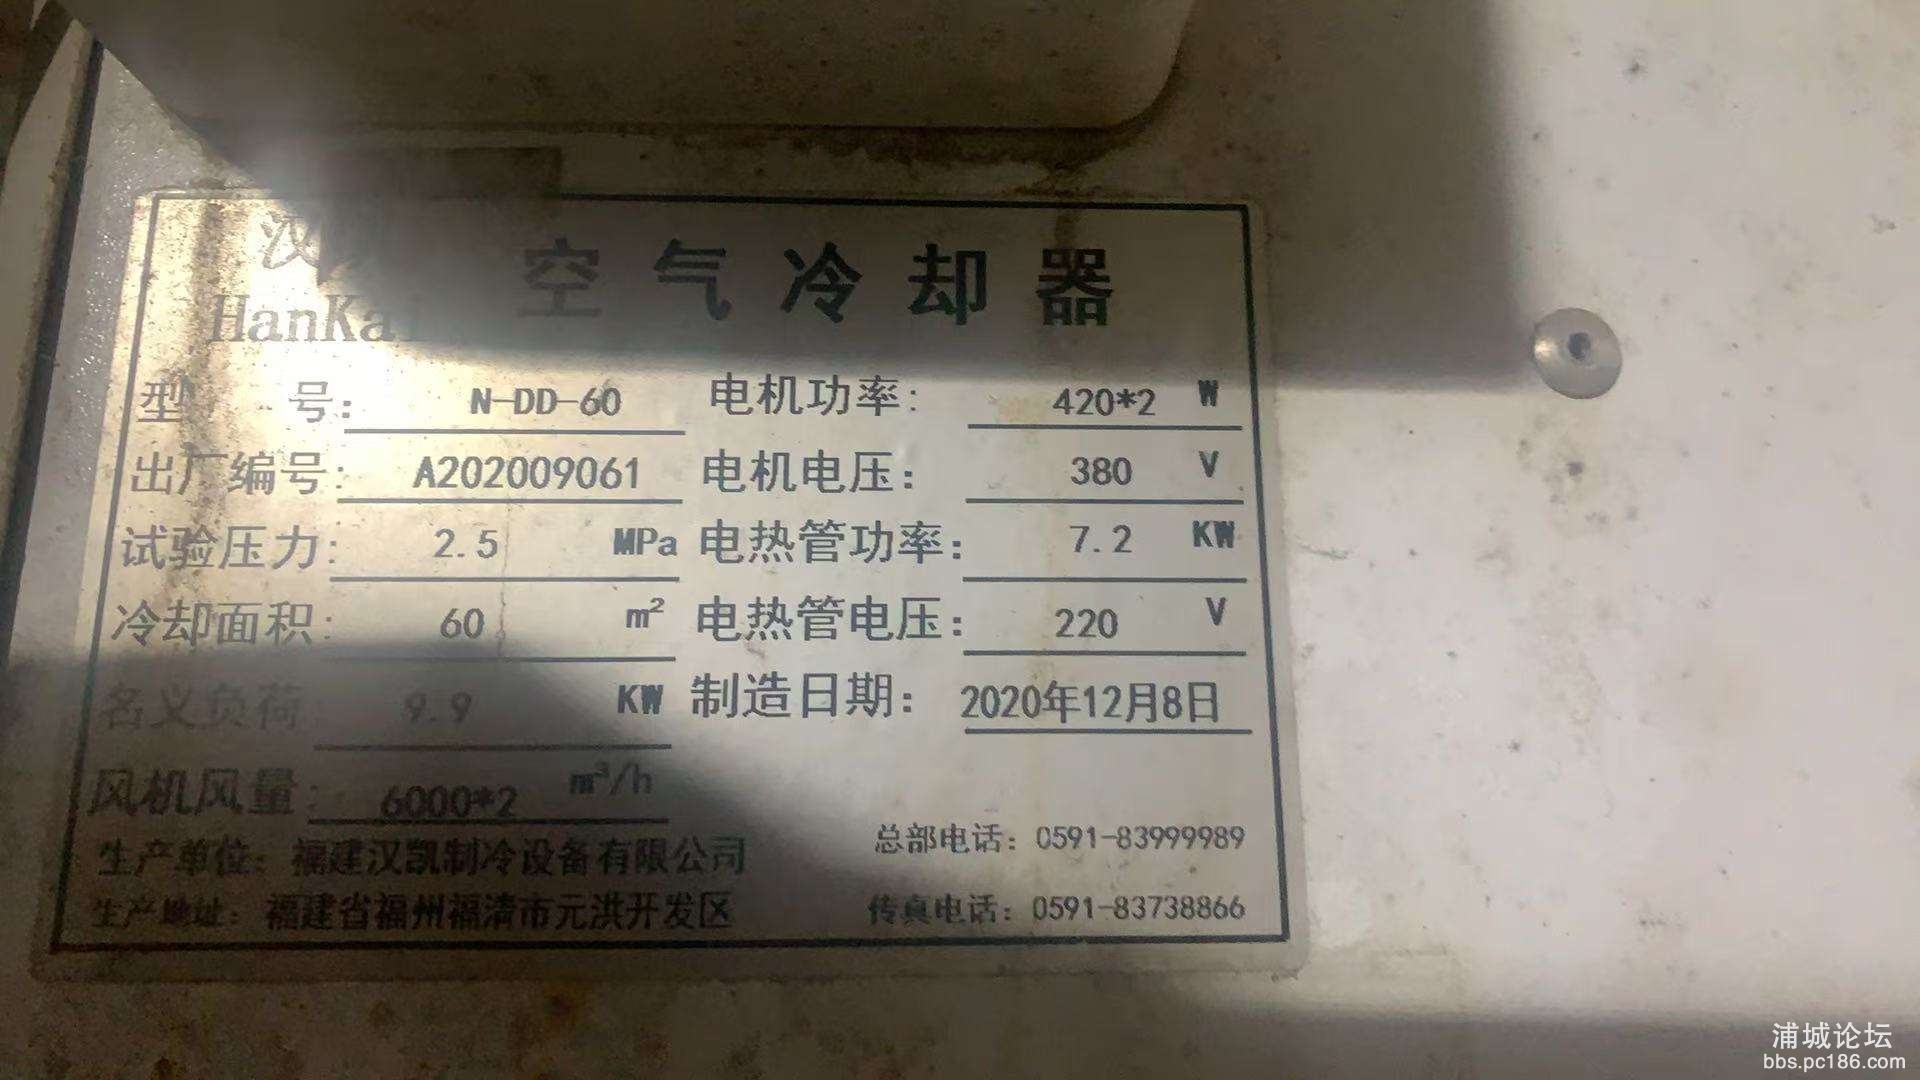 汉
HanKai
空气冷却器
型 号: N-DD-60 电机功率: 420*2 W
出厂编号: A202009061 电机电压: 380 V
试验压力: 2.5 MPa 电热管功率: 7.2 KW
冷却面积: 60 m² 电热管电压: 220 V
名义负荷 9.9 KW 制造日期: 2020年12月8日
风机风量: 6000*2 m³/h
生产单位: 福建汉凯制冷设备有限公司 总部电话: 0591-83999989
生产地址: 福建省福州福清市元洪开发区 传真电话: 0591-83738866
浦城论坛
bbs.pc186.com